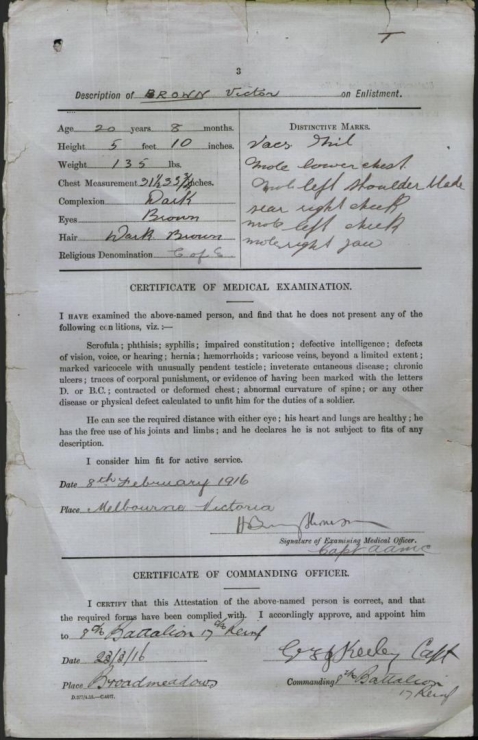 3
Description of BROWN Victor on Enlistment.
Age 20 years 8 months.
Height 5 feet 10 inches.
Weight 135 lbs.
Chest Measurement inches.
Complexion Dark
Eyes Brown
Hair Dark Brown
Religious Denomination C of E
DISTINCTIVE MARKS.
Vacs Nil
Mole lower chest
Mole left shoulder blade
scar right cheek
mole left cheek
mole right jaw
CERTIFICATE OF MEDICAL EXAMINATION.
I HAVE examined the above-named person, and find that he does not present any of the
following con litions, viz. :—
Scrofula ; phthisis ; syphilis ; impaired constitution ; defective intelligence ; defects
of vision, voice, or hearing ; hernia ; hæmorrhoids ; varicose veins, beyond a limited extent ;
marked varicocele with unusually pendent testicle ; inveterate cutaneous disease ; chronic
ulcers ; traces of corporal punishment, or evidence of having been marked with the letters
D. or B.C. ; contracted or deformed chest ; abnormal curvature of spine ; or any other
disease or physical defect calculated to unfit him for the duties of a soldier.
He can see the required distance with either eye ; his heart and lungs are healthy ; he
has the free use of his joints and limbs ; and he declares he is not subject to fits of any
description.
I consider him fit for active service.
Date 8th February 1916
Place Melbourne Victoria
Signature of Examining Medical Officer.
Capt AAMC
CERTIFICATE OF COMMANDING OFFICER.
I CERTIFY that this Attestation of the above-named person is correct, and that
the required forms have been complied with. I accordingly approve, and appoint him
to 8th Battalion 17th Reinf
Date 23/3/16 Keeley Capt
Place Broadmeadows Commanding 8th Battalion
17 Reinf